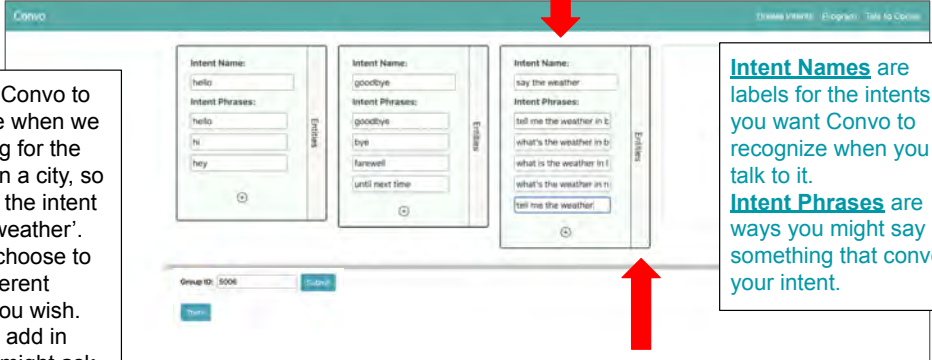 Convo
Create Intents Program Talk to Convo
Convo to
e when we
g for the
n a city, so
the intent
weather'.
choose to
erent
ou wish.
add in
might ask
Intent Name:
hello
Intent Phrases:
hello
hi
hey
Entities
Intent Name:
goodbye
Intent Phrases:
goodbye
bye
farewell
until next time
Entities
Intent Name:
say the weather
Intent Phrases:
tell me the weather in b
what's the weather in b
what is the weather in l
what's the weather in n
tell me the weather
Entities
Group ID: 5006 Submit
Train
Intent Names are
labels for the intents
you want Convo to
recognize when you
talk to it.
Intent Phrases are
ways you might say
something that conve
your intent.